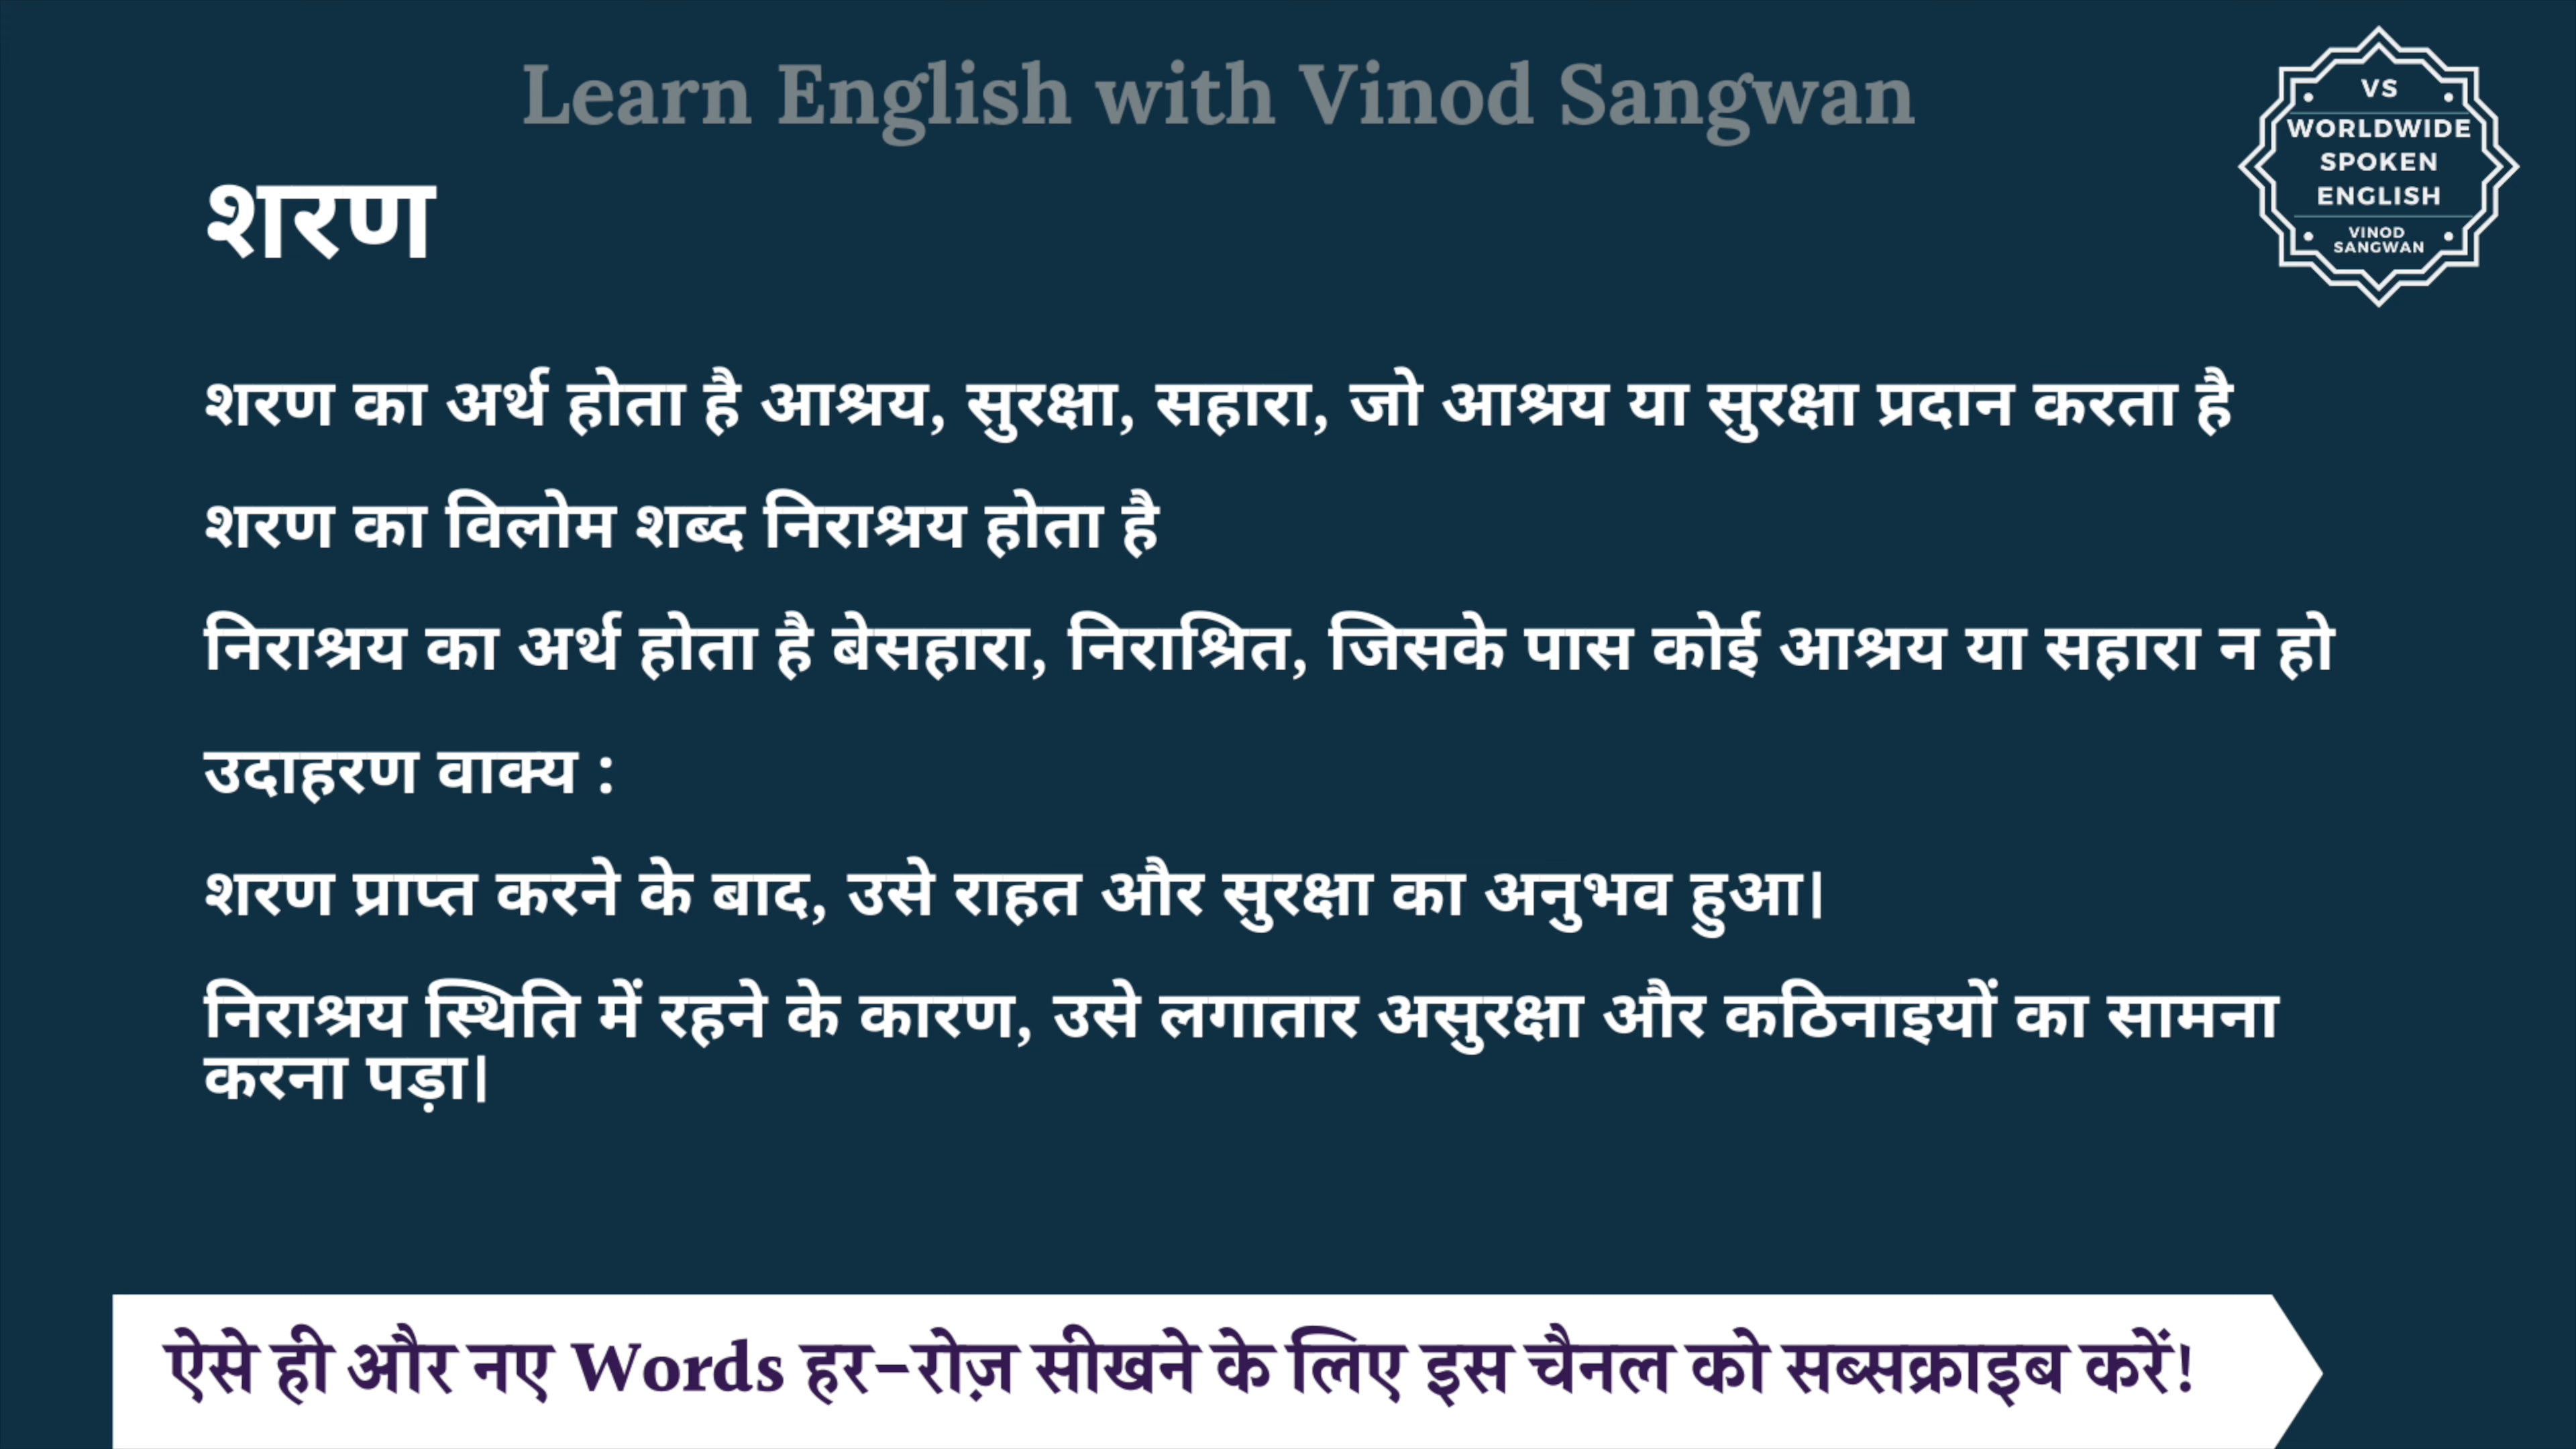 Learn English with Vinod Sangwan
VS
WORLDWIDE
SPOKEN
ENGLISH
VINOD
SANGWAN
शरण
शरण का अर्थ होता है आश्रय, सुरक्षा, सहारा, जो आश्रय या सुरक्षा प्रदान करता है
शरण का विलोम शब्द निराश्रय होता है
निराश्रय का अर्थ होता है बेसहारा, निराश्रित, जिसके पास कोई आश्रय या सहारा न हो
उदाहरण वाक्य :
शरण प्राप्त करने के बाद, उसे राहत और सुरक्षा का अनुभव हुआ।
निराश्रय स्थिति में रहने के कारण, उसे लगातार असुरक्षा और कठिनाइयों का सामना
करना पड़ा।
ऐसे ही और नए Words हर-रोज़ सीखने के लिए इस चैनल को सब्सक्राइब करें!